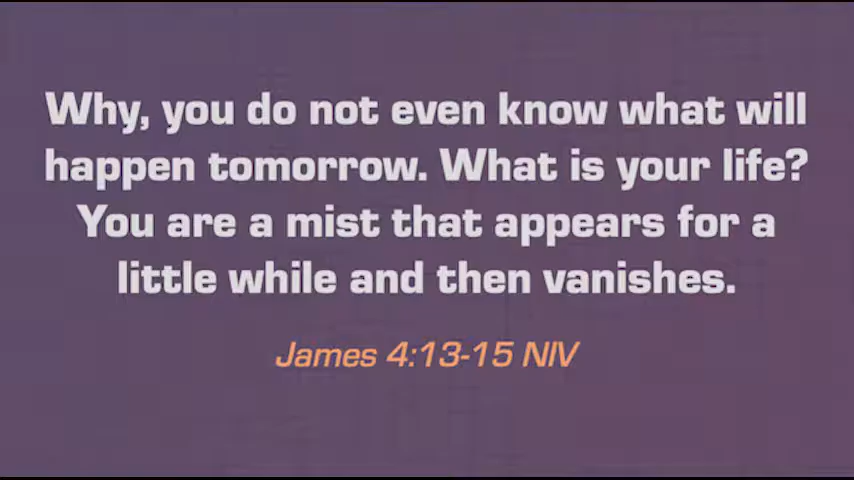 Why, you do not even know what will
happen tomorrow. What is your life?
You are a mist that appears for a
little while and then vanishes.
James 4:13-15 NIV